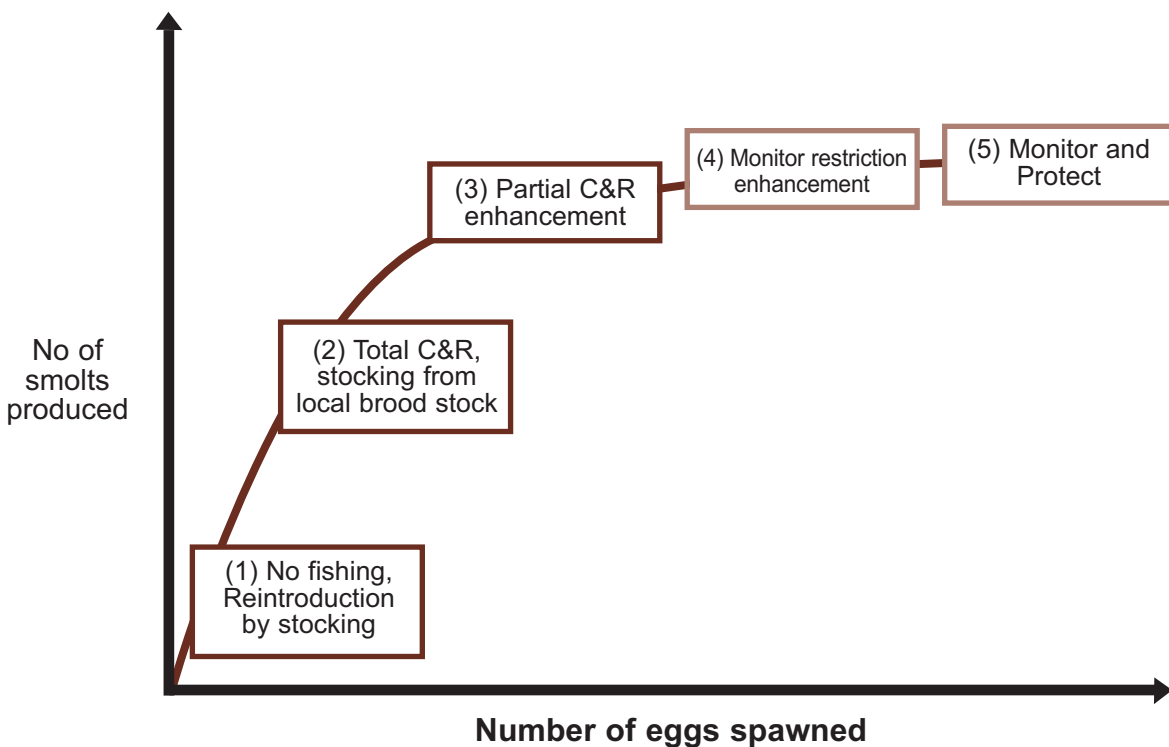 (5) Monitor and
Protect
(4) Monitor restriction
enhancement
(3) Partial C&R
enhancement
(2) Total C&R,
stocking from
local brood stock
No of
smolts
produced
(1) No fishing,
Reintroduction
by stocking
Number of eggs spawned